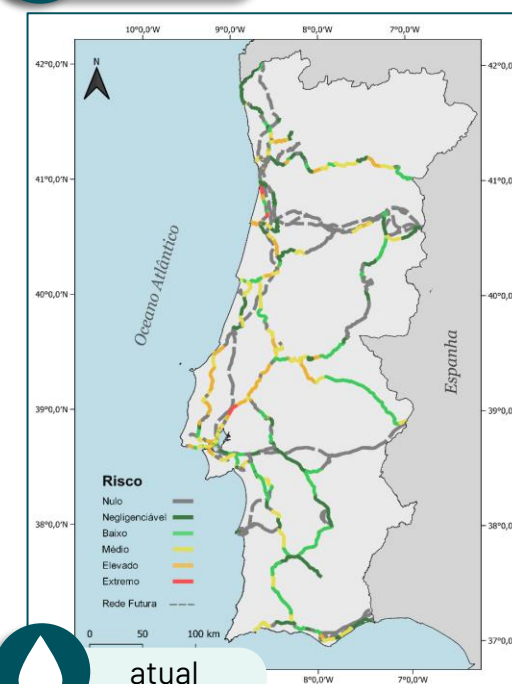 10°0,0'O 9°0,0'O 8°0,0'O 7°0,0'O
N
42°0,0'N 42°0,0'N
41°0,0'N 41°0,0'N
Oceano Atlântico
40°0,0'N 40°0,0'N
Espanha
39°0,0'N 39°0,0'N
Risco
Nulo
Negligenciável
Baixo
38°0,0'N 38°0,0'N
Médio
Elevado
Extremo
Rede Futura
0 50 100 km
37°0,0'N
atual
8°0,0'O 7°0,0'O